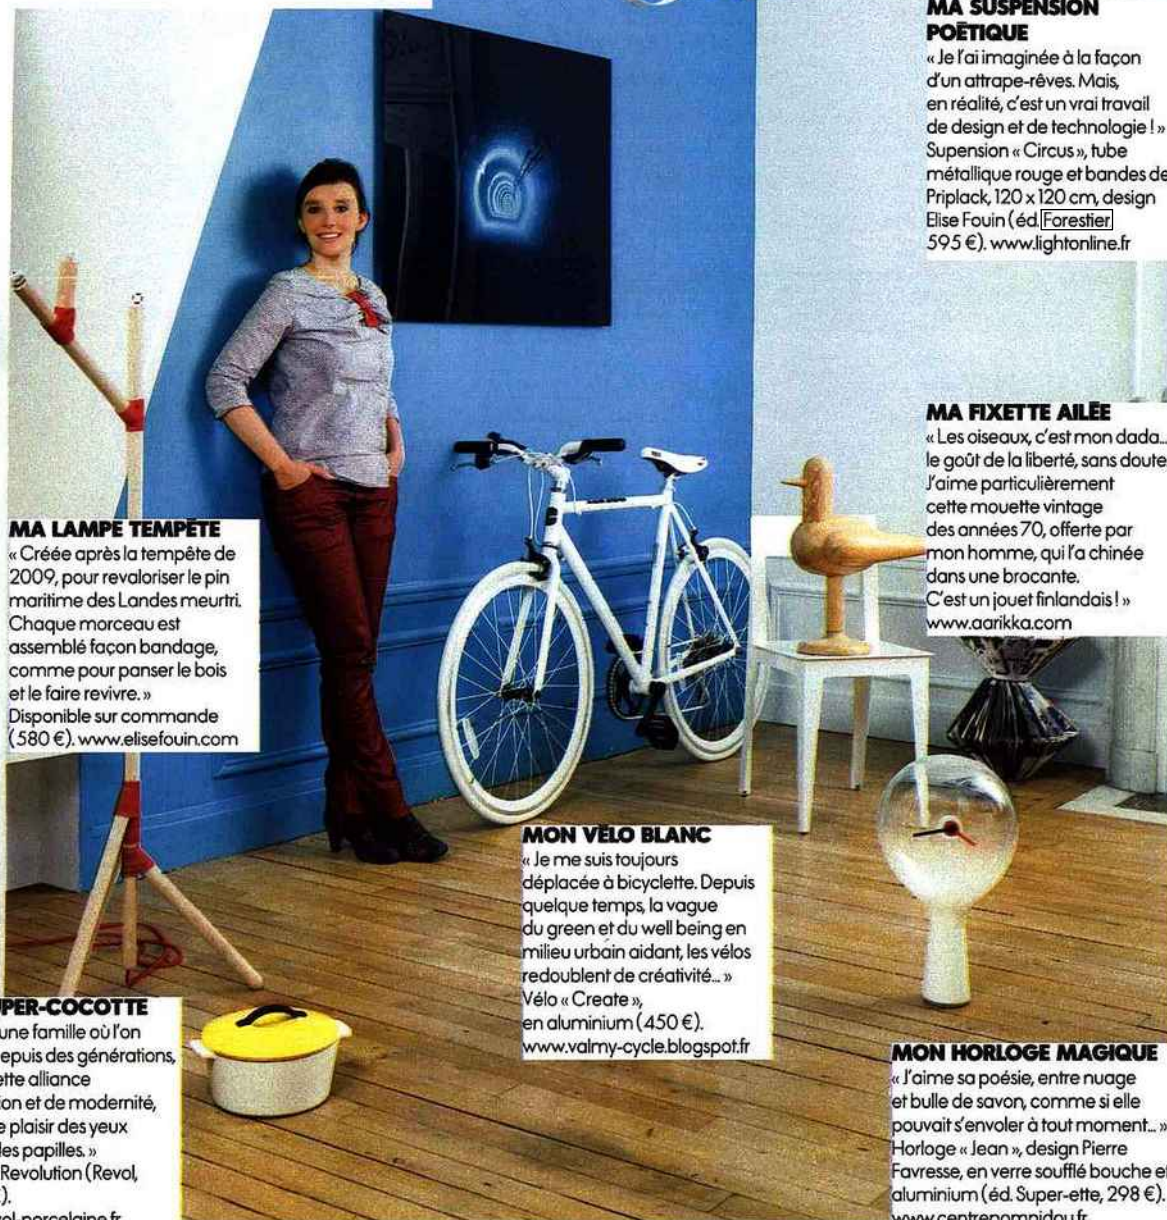 MA SUSPENSION
POÉTIQUE
« Je l'ai imaginée à la façon
d'un attrape-rêves. Mais,
en réalité, c'est un vrai travail
de design et de technologie ! »
Supension « Circus », tube
métallique rouge et bandes de
Priplack, 120 x 120 cm, design
Elise Fouin (éd. Forestier
595 €). www.lightonline.fr
MA FIXETTE AILÉE
« Les oiseaux, c'est mon dada...
le goût de la liberté, sans doute
J'aime particulièrement
cette mouette vintage
des années 70, offerte par
mon homme, qui l'a chinée
dans une brocante.
C'est un jouet finlandais ! »
www.aarikka.com
MA LAMPE TEMPÊTE
« Créée après la tempête de
2009, pour revaloriser le pin
maritime des Landes meurtri.
Chaque morceau est
assemblé façon bandage,
comme pour panser le bois
et le faire revivre. »
Disponible sur commande
(580 €). www.elisefouin.com
MON VÉLO BLANC
« Je me suis toujours
déplacée à bicyclette. Depuis
quelque temps, la vague
du green et du well being en
milieu urbain aidant, les vélos
redoublent de créativité... »
Vélo « Create »,
en aluminium (450 €).
www.valmy-cycle.blogspot.fr
PER-COCOTTE
une famille où l'on
epuis des générations,
ette alliance
ion et de modernité,
e plaisir des yeux
les papilles. »
Revolution (Revol,
).
ol-porcelaine.fr
MON HORLOGE MAGIQUE
« J'aime sa poésie, entre nuage
et bulle de savon, comme si elle
pouvait s'envoler à tout moment... »
Horloge « Jean », design Pierre
Favresse, en verre soufflé bouche et
aluminium (éd. Super-ette, 298 €).
www.centrepompidou.fr